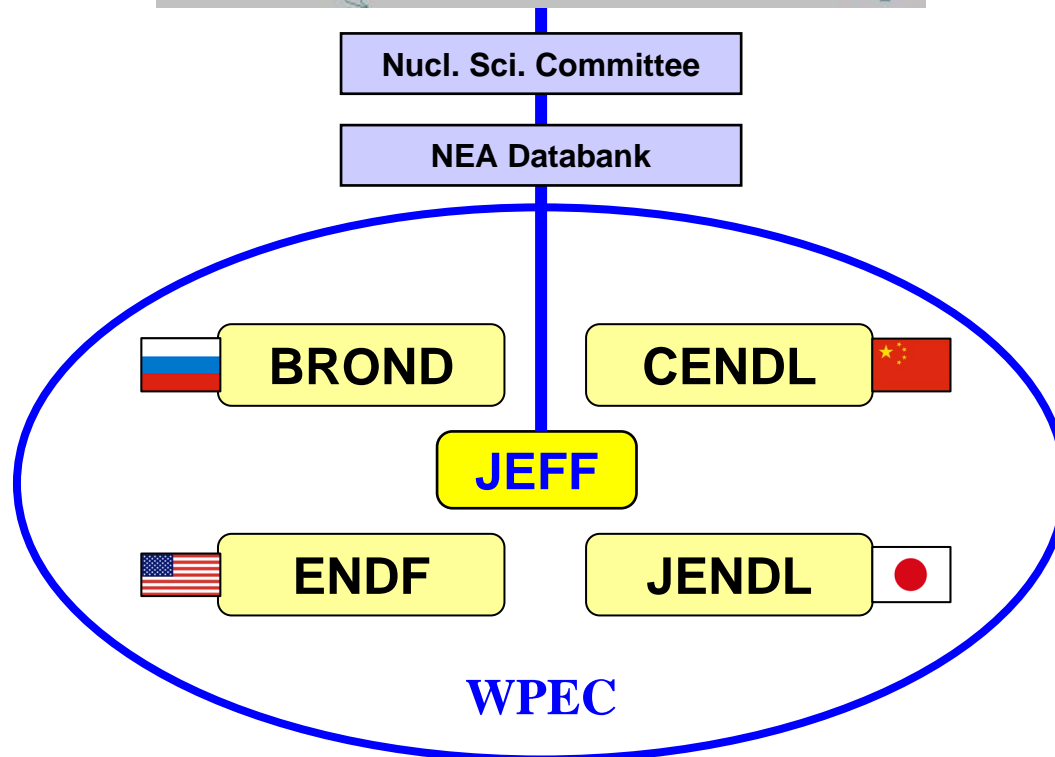 Nucl. Sci. Committee
NEA Databank
BROND
CENDL
JEFF
ENDF
JENDL
WPEC